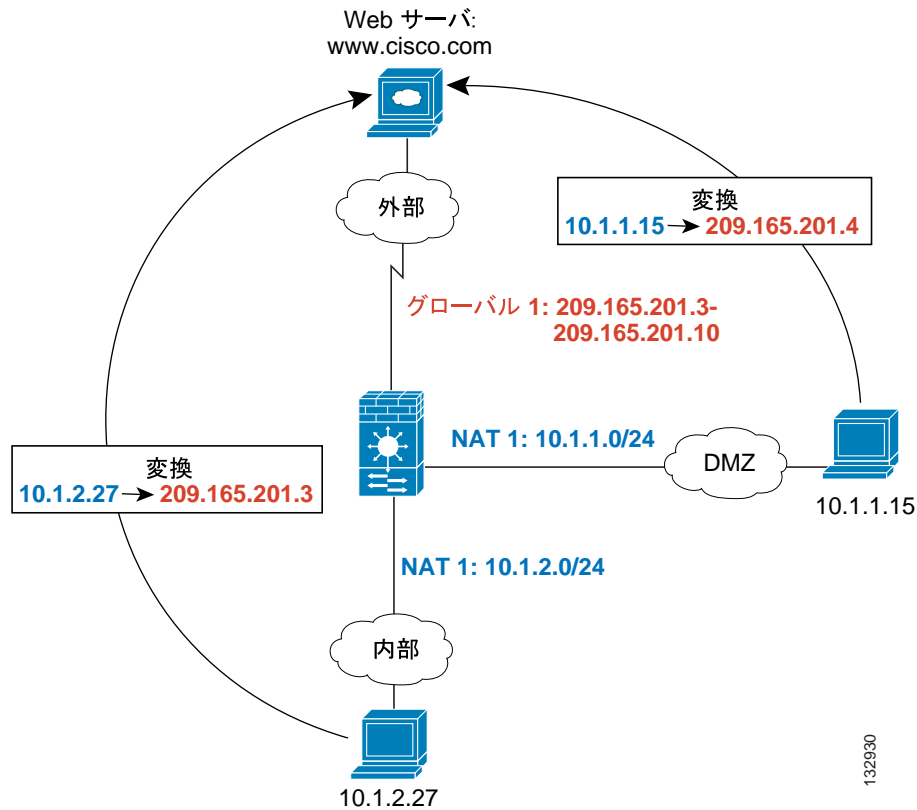 Web サーバ:
www.cisco.com
外部
変換
10.1.1.15 → 209.165.201.4
グローバル 1: 209.165.201.3-
209.165.201.10
NAT 1: 10.1.1.0/24
DMZ
10.1.1.15
変換
10.1.2.27 → 209.165.201.3
NAT 1: 10.1.2.0/24
内部
10.1.2.27
132930